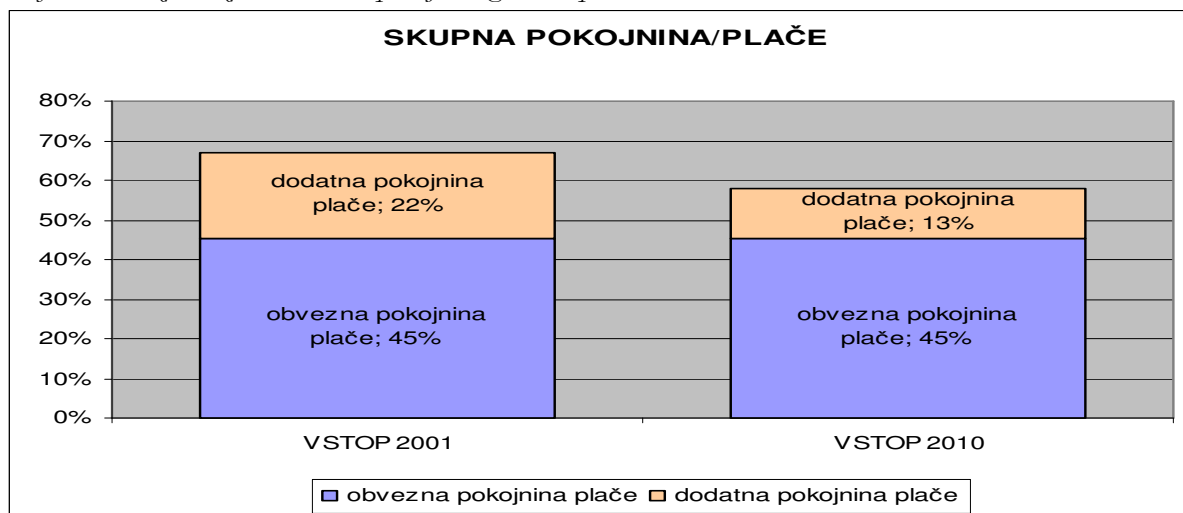 SKUPNA POKOJNINA/PLAČE
80%
70%
60%
50%
40%
30%
20%
10%
0%
dodatna pokojnina
plače; 22%
obvezna pokojnina
plače; 45%
dodatna pokojnina
plače; 13%
obvezna pokojnina
plače; 45%
VSTOP 2001
VSTOP 2010
obvezna pokojnina plače
dodatna pokojnina plače